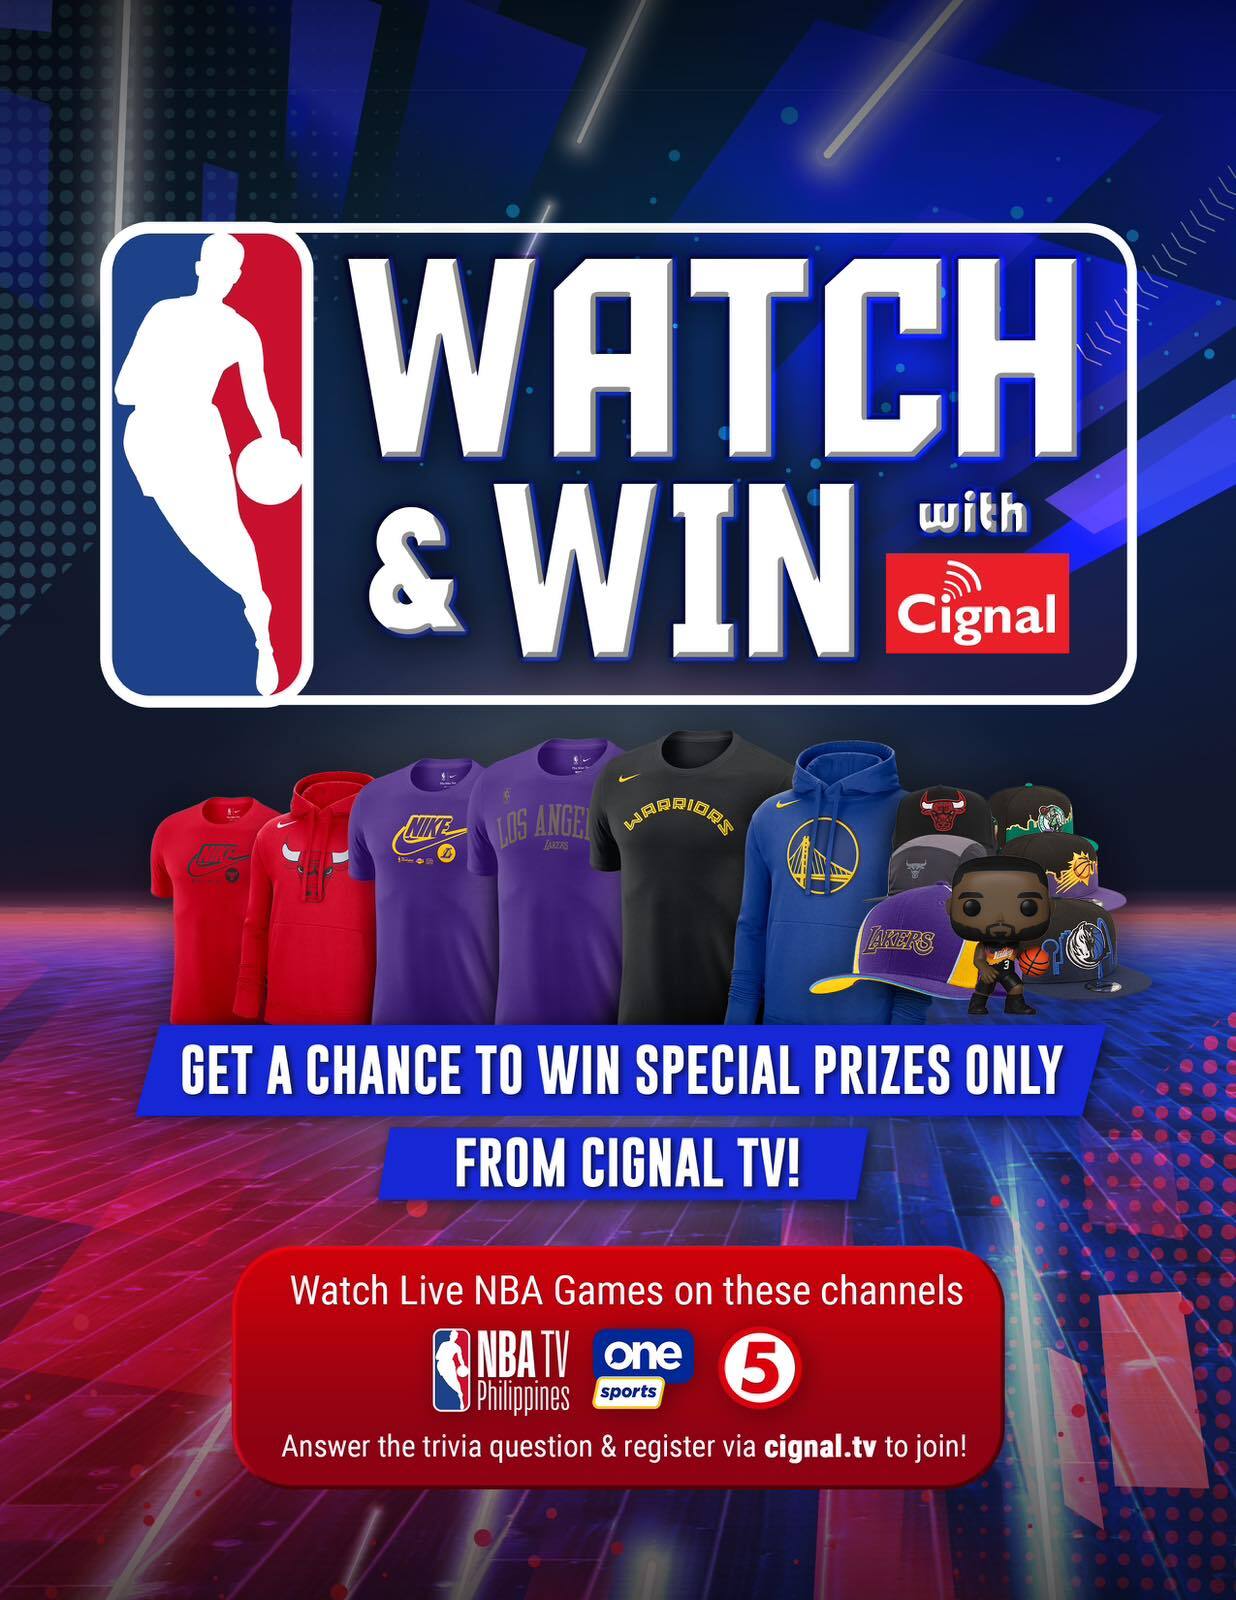 WATCH
& WIN
with
Cignal
NIKE
NIKE
LOS ANGEL
LAKERS
WARRIORS
LAKERS
3
GET A CHANCE TO WIN SPECIAL PRIZES ONLY
FROM CIGNAL TV!
Watch Live NBA Games on these channels
NBA TV
Philippines
one
sports
5
Answer the trivia question & register via cignal.tv to join!